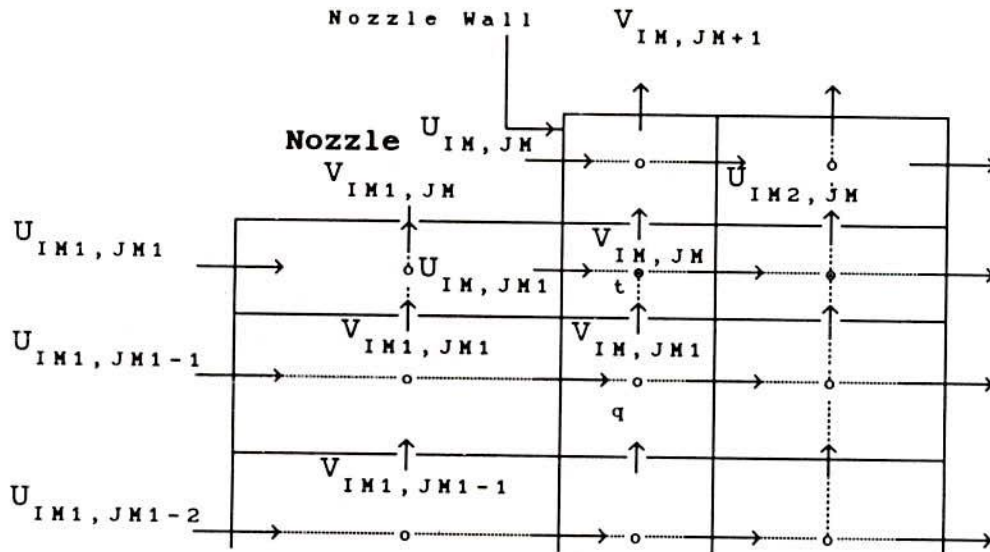 Nozzle Wall
V IM, JM+1
Nozzle
U IM, JM
V IM1, JM
U IM2, JM
U IM1, JM1
U IM, JM1
V IM, JM
t
V IM1, JM1
V IM, JM1
U IM1, JM1-1
q
V IM1, JM1-1
U IM1, JM1-2